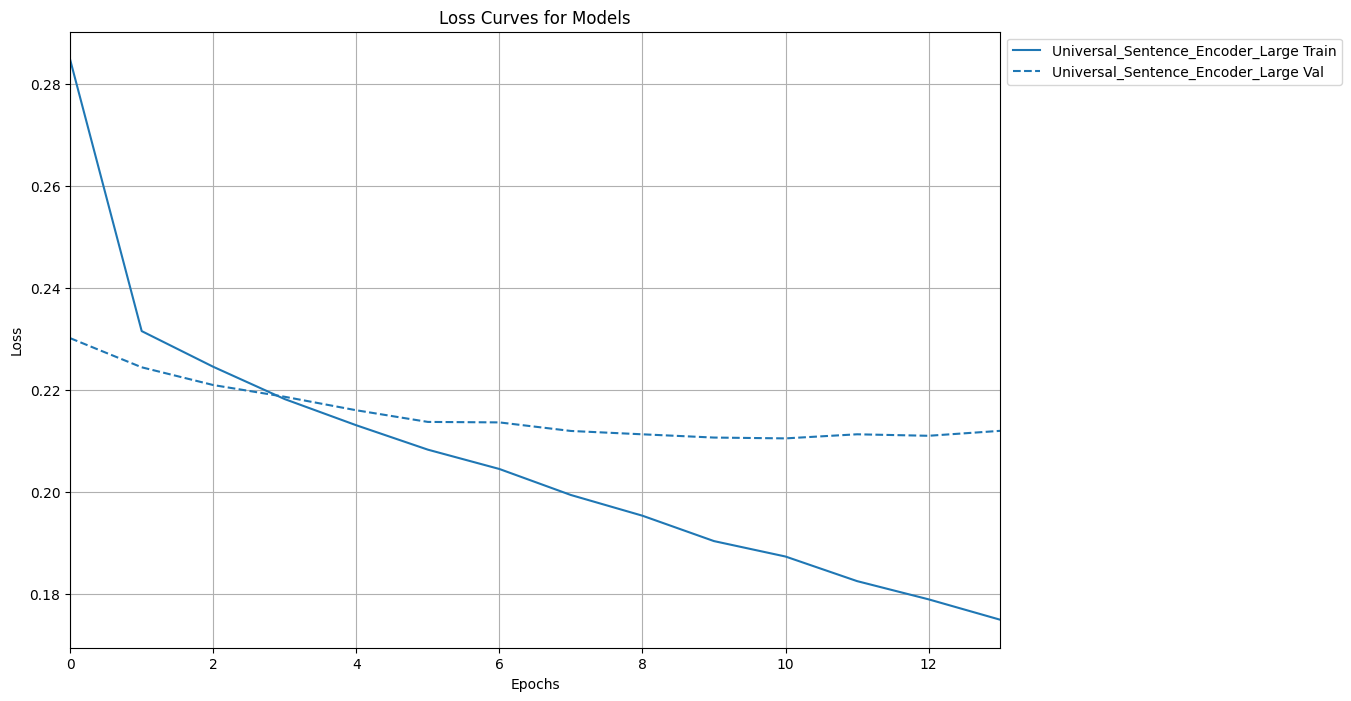 Loss Curves for Models
Universal_Sentence_Encoder_Large Train
Universal_Sentence_Encoder_Large Val
Loss
0.28
0.26
0.24
0.22
0.20
0.18
0 2 4 6 8 10 12
Epochs